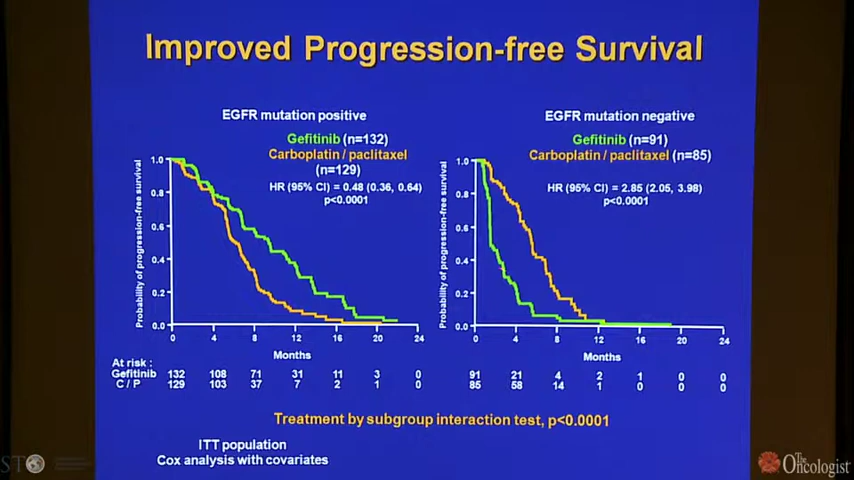 Improved Progression-free Survival
EGFR mutation positive
Gefitinib (n=132)
Carboplatin / paclitaxel
(n=129)
HR (95% CI) = 0.48 (0.36, 0.64)
p<0.0001
Probability of progression-free survival
1.0
0.8
0.6
0.4
0.2
0.0
0 4 8 12 16 20 24
Months
EGFR mutation negative
Gefitinib (n=91)
Carboplatin / paclitaxel (n=85)
HR (95% CI) = 2.85 (2.05, 3.98)
p<0.0001
Probability of progression-free survival
1.0
0.8
0.6
0.4
0.2
0.0
0 4 8 12 16 20 24
Months
At risk :
Gefitinib 132 108 71 31 11 3 0 91 21 4 2 1 0 0
C / P 129 103 37 7 2 1 0 85 58 14 1 0 0 0
Treatment by subgroup interaction test, p<0.0001
ITT population
Cox analysis with covariates
The
Oncologist